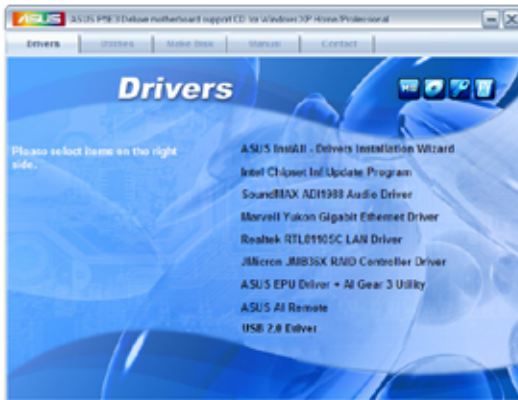 ASUS ASUS P5E3 Deluxe motherboard support CD for Windows XP Home/Professional
Drivers Utilities Make Disk Manual Contact
Drivers
Please select items on the right
side.
ASUS InstAll - Drivers Installation Wizard
Intel Chipset Inf Update Program
SoundMAX ADI1988 Audio Driver
Marvell Yukon Gigabit Ethernet Driver
Realtek RTL8110SC LAN Driver
JMicron JMB36X RAID Controller Driver
ASUS EPU Driver + AI Gear 3 Utility
ASUS AI Remote
USB 2.0 Driver